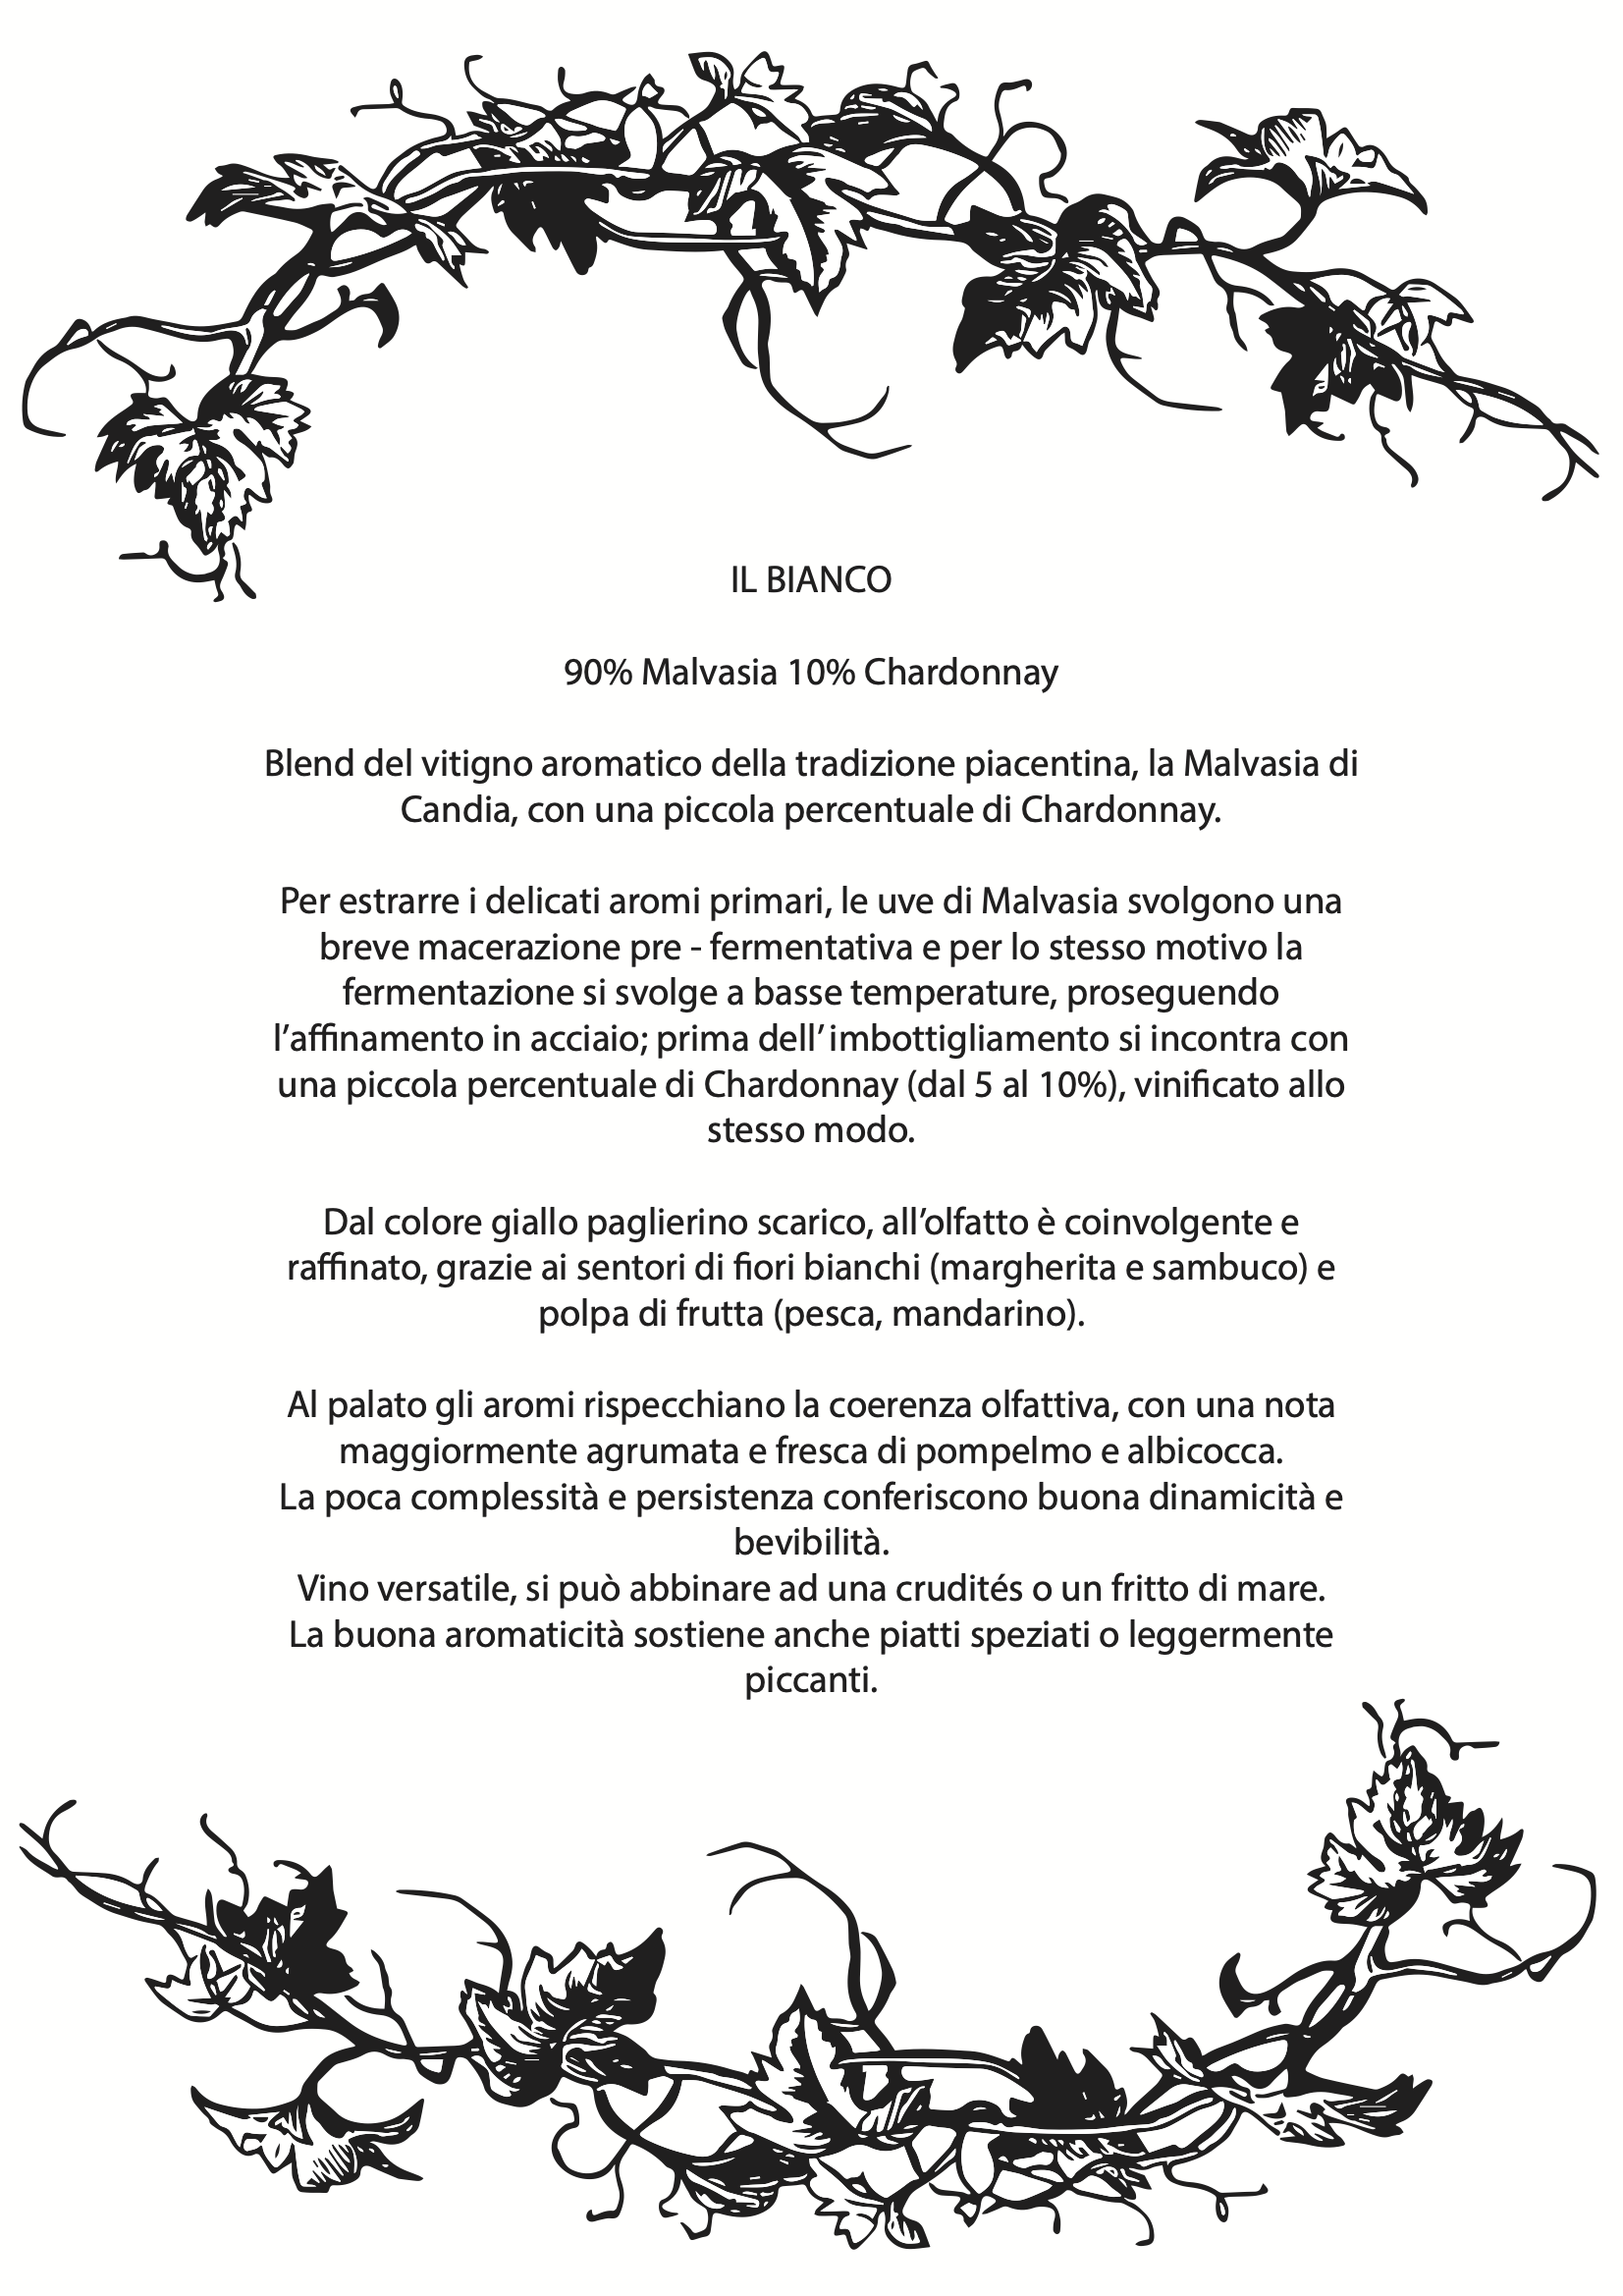 IL BIANCO
90% Malvasia 10% Chardonnay
Blend del vitigno aromatico della tradizione piacentina, la Malvasia di
Candia, con una piccola percentuale di Chardonnay.
Per estrarre i delicati aromi primari, le uve di Malvasia svolgono una
breve macerazione pre - fermentativa e per lo stesso motivo la
fermentazione si svolge a basse temperature, proseguendo
l’affinamento in acciaio; prima dell’ imbottigliamento si incontra con
una piccola percentuale di Chardonnay (dal 5 al 10%), vinificato allo
stesso modo.
Dal colore giallo paglierino scarico, all’olfatto è coinvolgente e
raffinato, grazie ai sentori di fiori bianchi (margherita e sambuco) e
polpa di frutta (pesca, mandarino).
Al palato gli aromi rispecchiano la coerenza olfattiva, con una nota
maggiormente agrumata e fresca di pompelmo e albicocca.
La poca complessità e persistenza conferiscono buona dinamicità e
bevibilità.
Vino versatile, si può abbinare ad una crudités o un fritto di mare.
La buona aromaticità sostiene anche piatti speziati o leggermente
piccanti.